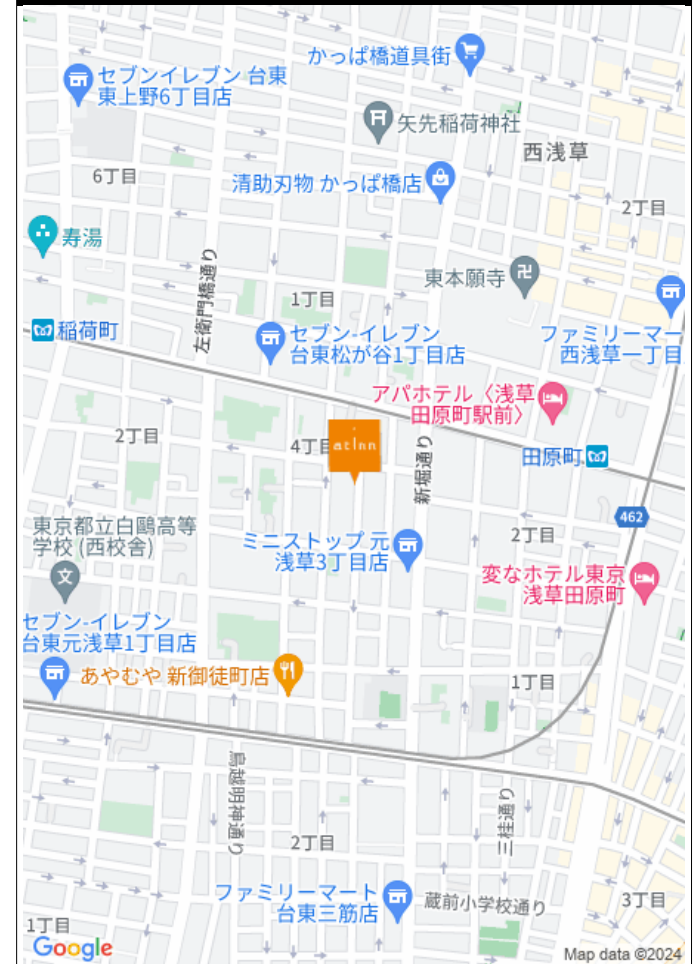 かっぱ橋道具街
セブンイレブン 台東
東上野6丁目店
矢先稲荷神社
西浅草
6丁目
清助刃物 かっぱ橋店
2丁目
寿湯
左衛門橋通り
東本願寺
1丁目
稲荷町
セブン-イレブン
台東松が谷1丁目店
ファミリーマー
西浅草一丁目
アパホテル〈浅草
田原町駅前〉
2丁目
4丁目
at Inn
新堀通り
田原町
462
東京都立白鷗高等
学校 (西校舎)
ミニストップ 元
浅草3丁目店
2丁目
変なホテル東京
浅草田原町
セブン-イレブン
台東元浅草1丁目店
あやむや 新御徒町店
1丁目
鳥越明神通り
三桂通り
2丁目
ファミリーマート
台東三筋店
蔵前小学校通り
3丁目
1丁目
Google
Map data ©2024